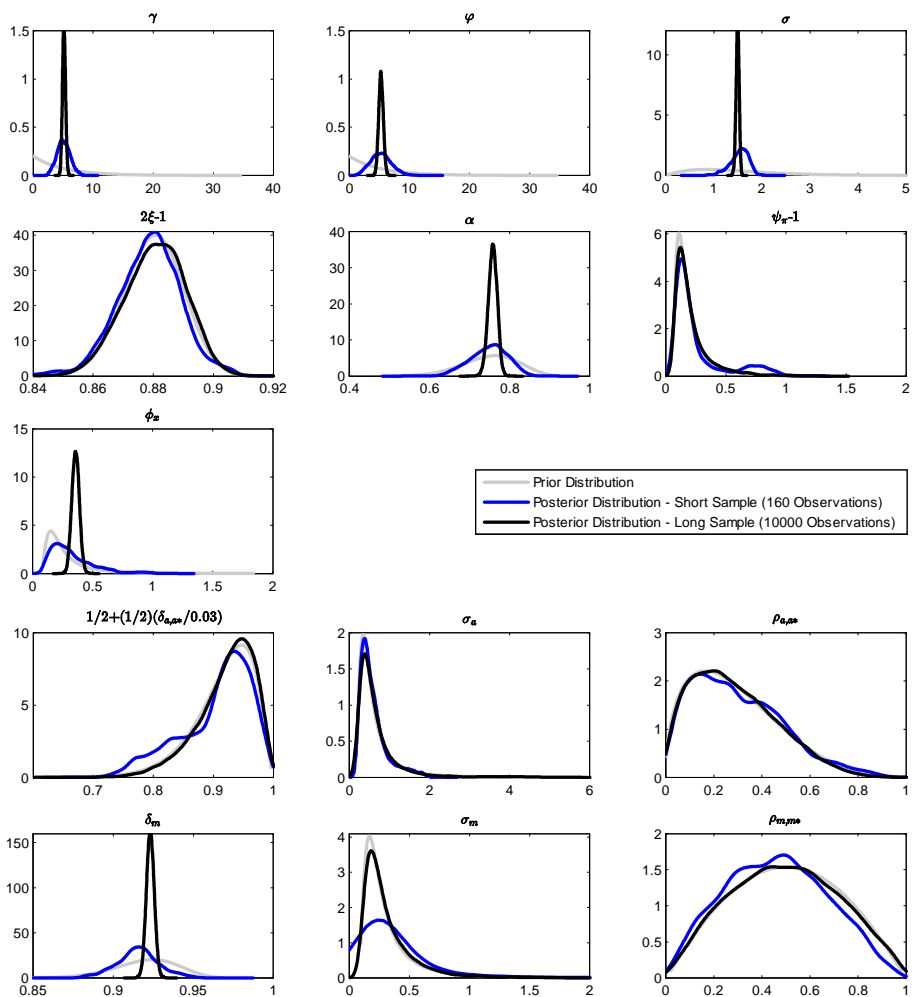 γ φ σ
1.5
1
0.5
0
0 10 20 30 40
1.5
1
0.5
0
0 10 20 30 40
10
5
0
0 1 2 3 4 5
2ξ-1 α ψπ-1
40
30
20
10
0
0.84 0.86 0.88 0.9 0.92
40
30
20
10
0
0.4 0.6 0.8 1
6
4
2
0
0 0.5 1 1.5 2
ϕx
15
10
5
0
0 0.5 1 1.5 2
Prior Distribution
Posterior Distribution - Short Sample (160 Observations)
Posterior Distribution - Long Sample (10000 Observations)
1/2+(1/2)(δa,a*/0.03) σa ρa,a*
10
5
0
0.7 0.8 0.9 1
2
1.5
1
0.5
0
0 2 4 6
3
2
1
0
0 0.2 0.4 0.6 0.8 1
δm σm ρm,m*
150
100
50
0
0.85 0.9 0.95 1
4
3
2
1
0
0 0.5 1 1.5 2
2
1.5
1
0.5
0
0 0.2 0.4 0.6 0.8 1